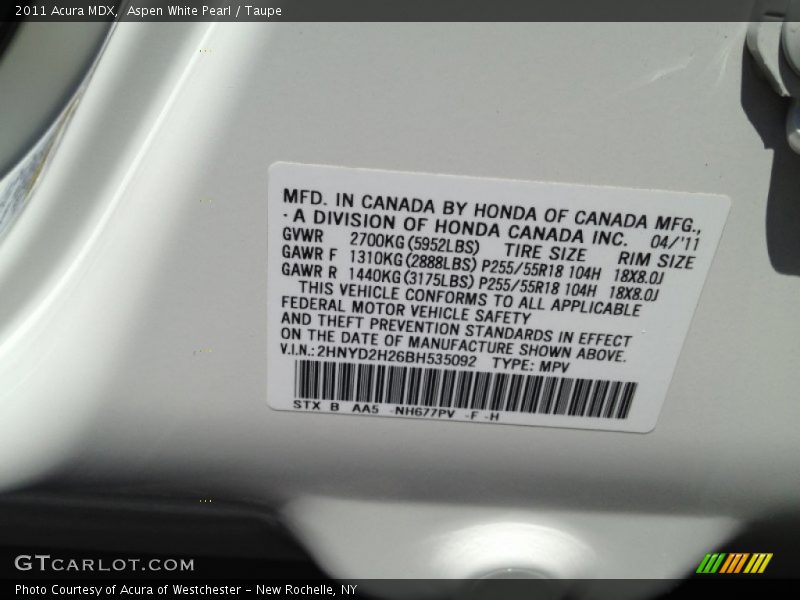 2011 Acura MDX,  Aspen White Pearl / Taupe
MFD. IN CANADA BY HONDA OF CANADA MFG.,
- A DIVISION OF HONDA CANADA INC. 04/'11
GVWR 2700KG(5952LBS) TIRE SIZE RIM SIZE
GAWR F 1310KG(2888LBS) P255/55R18 104H 18X8.0J
GAWR R 1440KG(3175LBS) P255/55R18 104H 18X8.0J
THIS VEHICLE CONFORMS TO ALL APPLICABLE
FEDERAL MOTOR VEHICLE SAFETY
AND THEFT PREVENTION STANDARDS IN EFFECT
ON THE DATE OF MANUFACTURE SHOWN ABOVE.
V.I.N.:2HNYD2H26BH535092 TYPE: MPV
STX B AA5 -NH677PV -F -H
GTCARLOT.COM
Photo Courtesy of Acura of Westchester - New Rochelle, NY